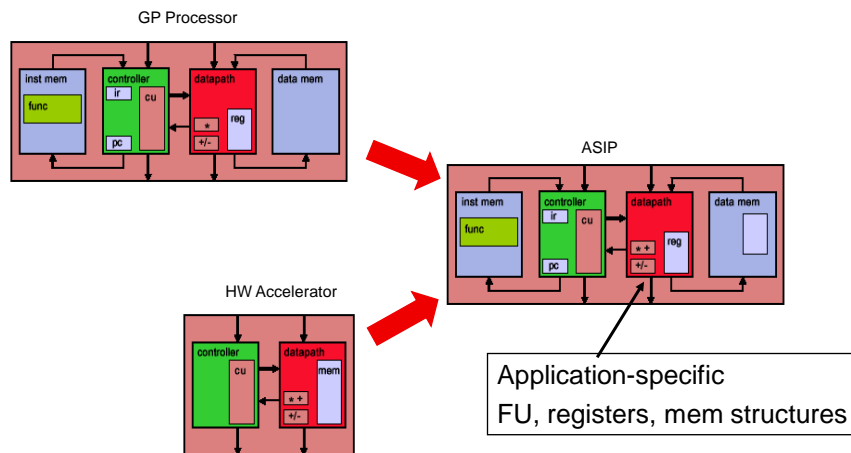 GP Processor
inst mem
controller
datapath
data mem
ir
cu
func
reg
*
pc
+/-
ASIP
inst mem
controller
datapath
data mem
ir
cu
func
reg
* +
pc
+/-
HW Accelerator
controller
datapath
cu
mem
* +
+/-
Application-specific
FU, registers, mem structures